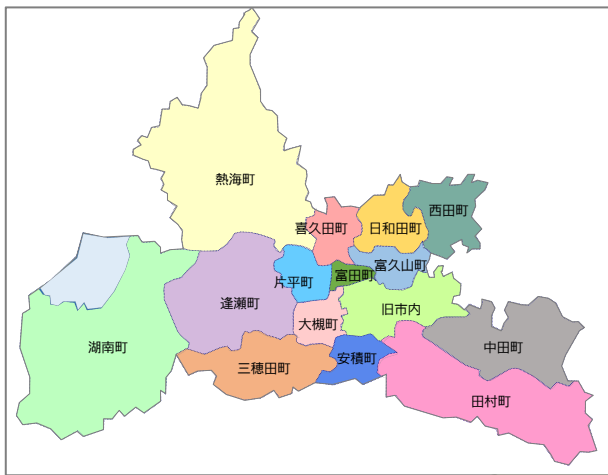 熱海町
西田町
喜久田町
日和田町
富久山町
片平町
富田町
逢瀬町
旧市内
大槻町
湖南町
中田町
三穂田町
安積町
田村町